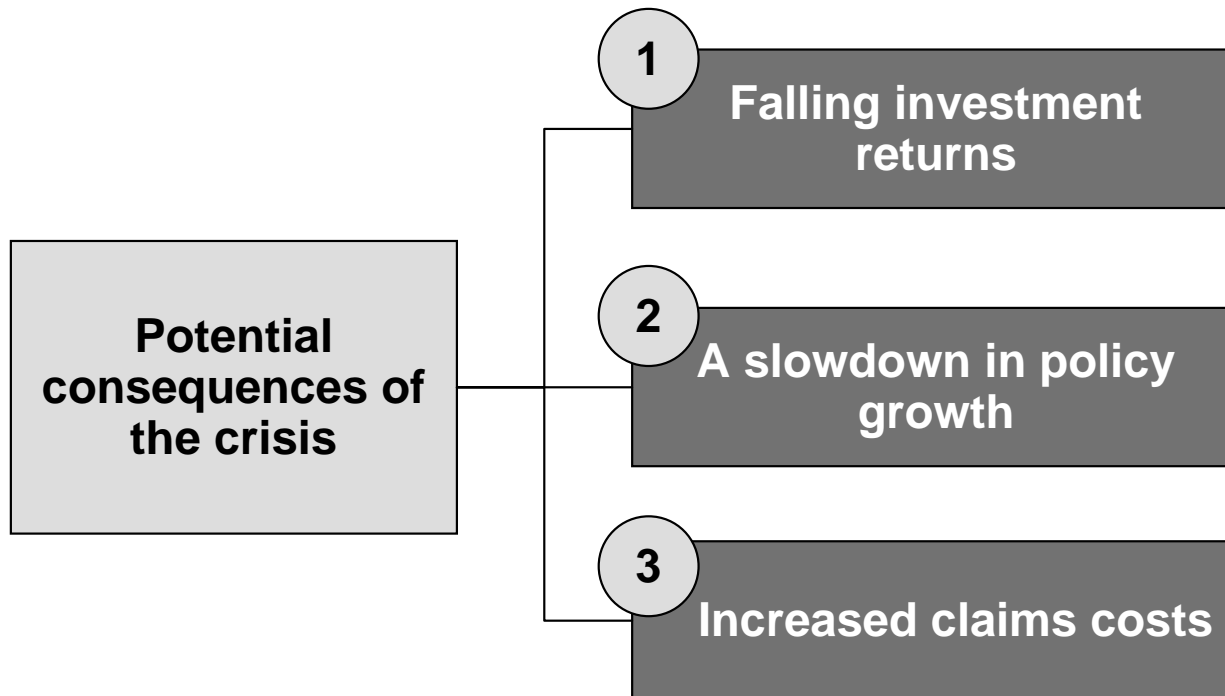 Potential
consequences of
the crisis
1
Falling investment
returns
2
A slowdown in policy
growth
3
Increased claims costs